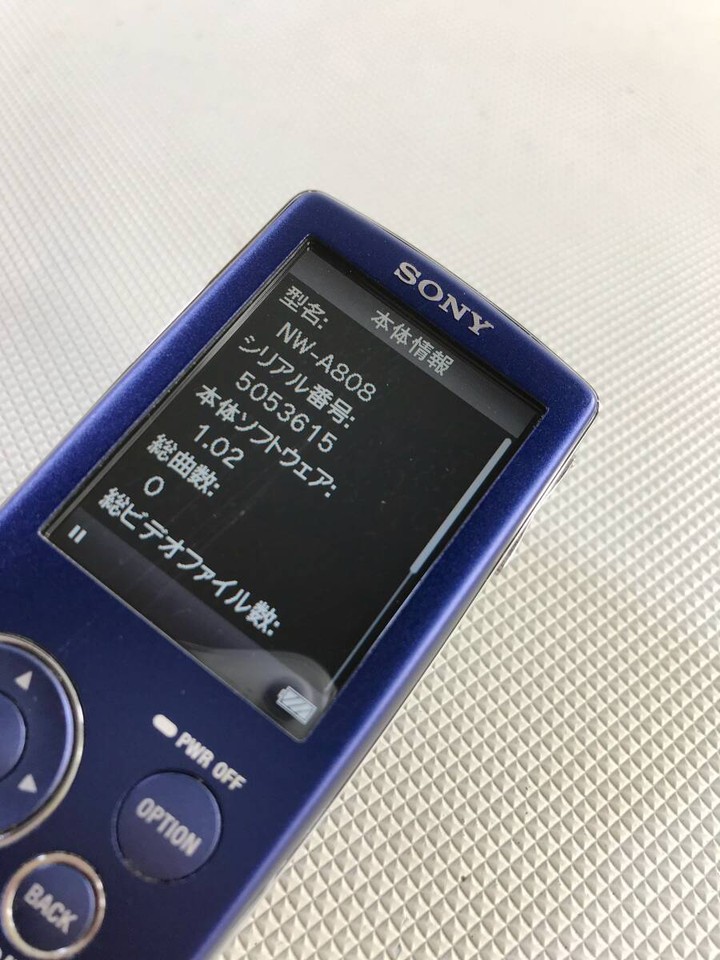 SONY
本体情報
型名:
NW-A808
シリアル番号:
5053615
本体ソフトウェア:
1.02
総曲数:
0
総ビデオファイル数:
PWR OFF
OPTION
BACK